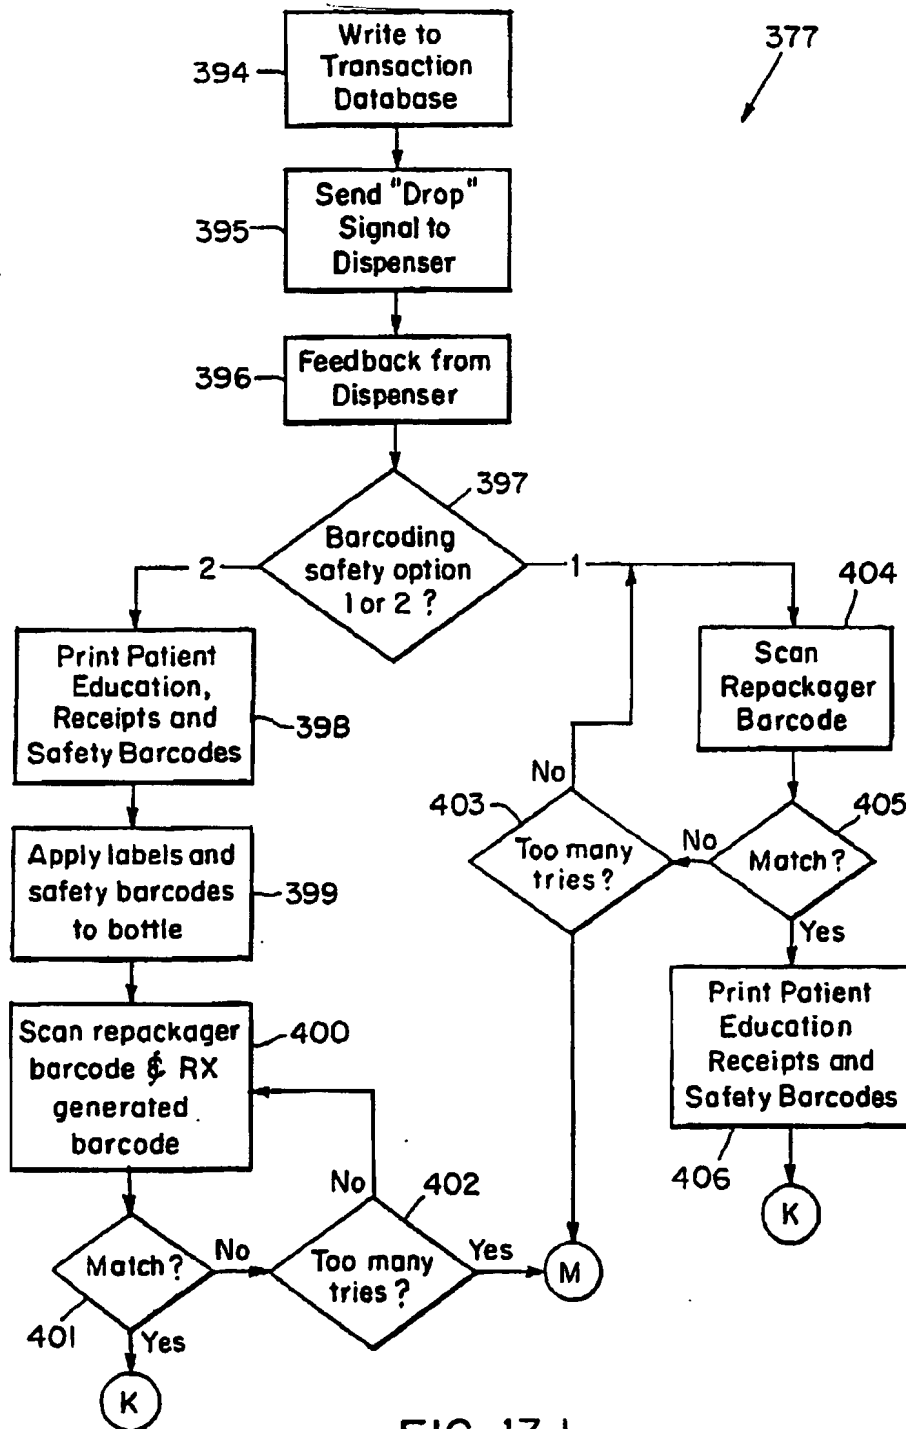 377
394
Write to
Transaction
Database
395
Send "Drop"
Signal to
Dispenser
396
Feedback from
Dispenser
397
Barcoding
safety option
1 or 2 ?
2
1
Print Patient
Education,
Receipts and
Safety Barcodes
398
404
Scan
Repackager
Barcode
No
403
Too many
tries ?
No
405
Match?
Yes
Apply labels and
safety barcodes
to bottle
399
Print Patient
Education
Receipts and
Safety Barcodes
406
K
Scan repackager
barcode & RX
generated
barcode
400
No
402
Match?
No
Too many
tries ?
Yes
M
401
Yes
K